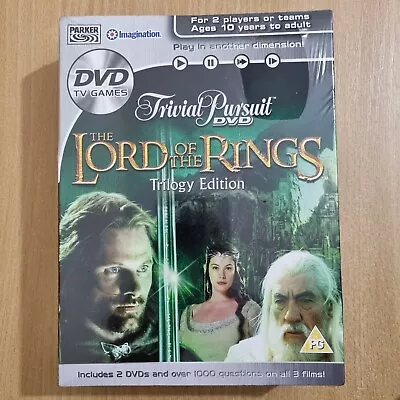 PARKER
Imagination
For 2 players or teams
Ages 10 years to adult
Play in another dimension!
DVD
TV GAMES
Trivial Pursuit
DVD
THE
LORD OF THE RINGS
Trilogy Edition
PG
Includes 2 DVDs and over 1000 questions on all 3 films!